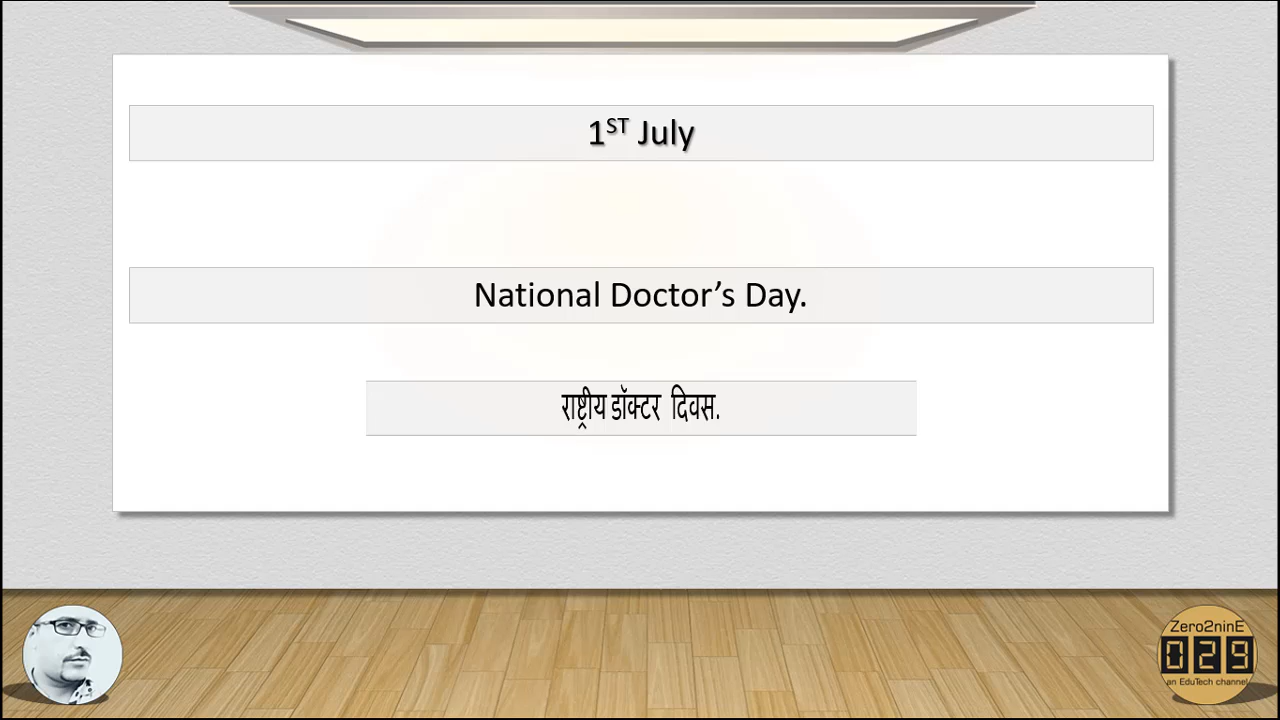 1ST July
National Doctor’s Day.
राष्ट्रीय डॉक्टर दिवस.
Zero2ninE
029
an EduTech channel